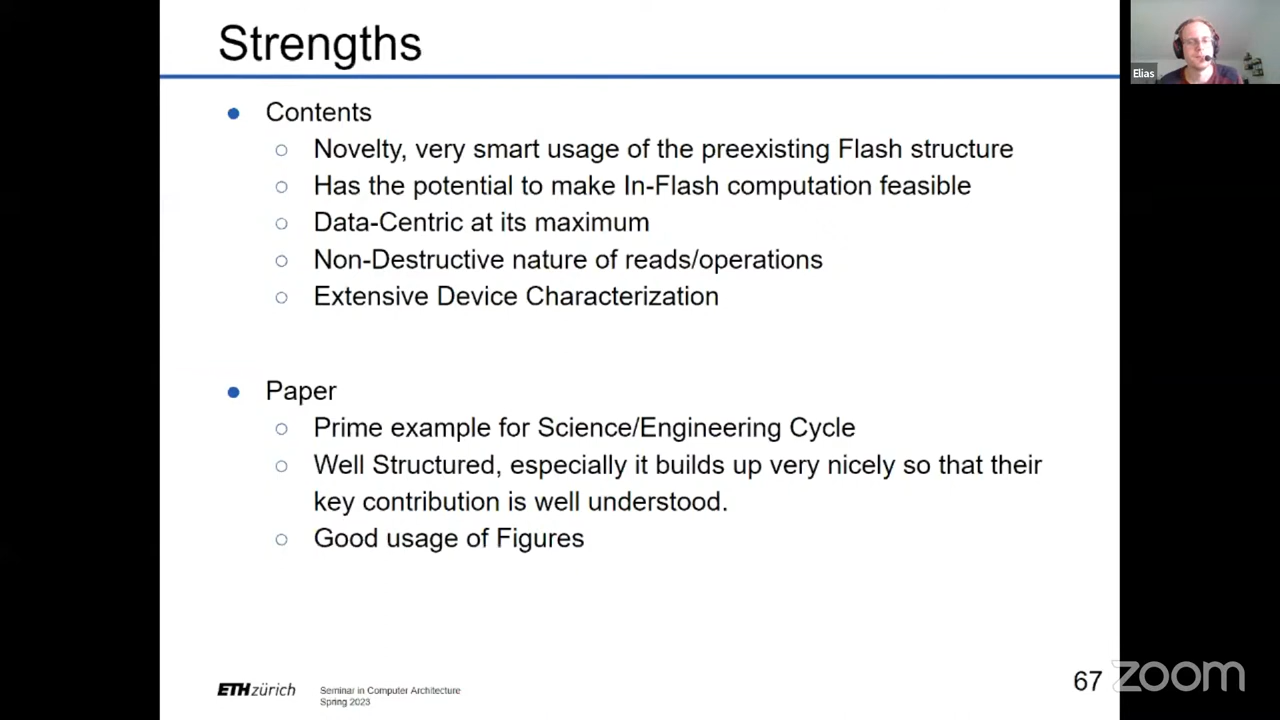 Strengths
Elias
Contents
Novelty, very smart usage of the preexisting Flash structure
Has the potential to make In-Flash computation feasible
Data-Centric at its maximum
Non-Destructive nature of reads/operations
Extensive Device Characterization
Paper
Prime example for Science/Engineering Cycle
Well Structured, especially it builds up very nicely so that their
key contribution is well understood.
Good usage of Figures
ETH zürich
Seminar in Computer Architecture
Spring 2023
67
zoom